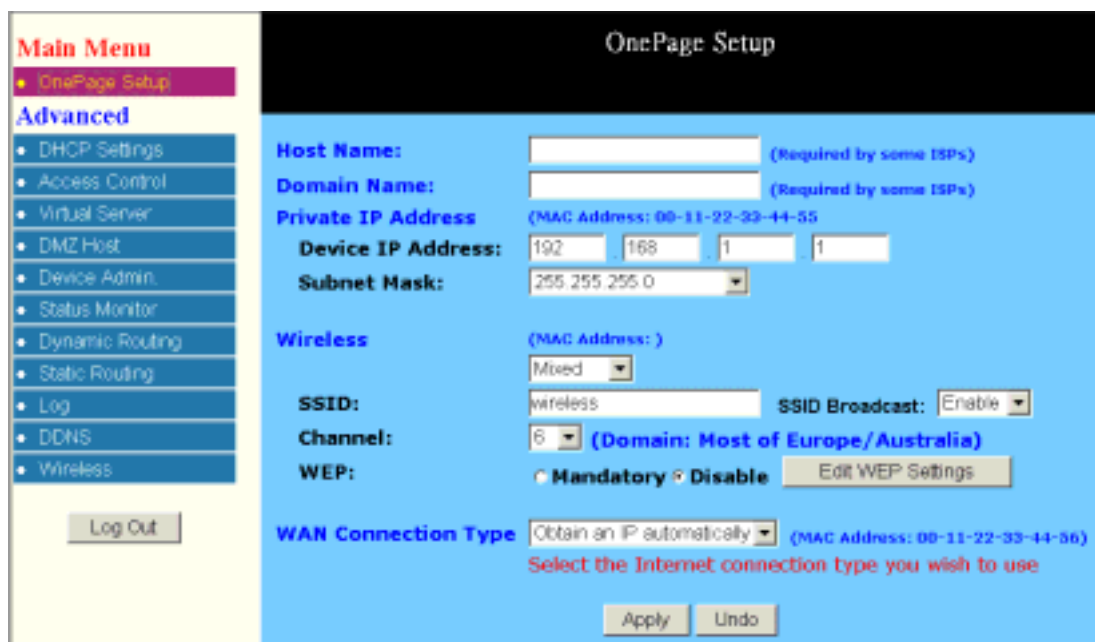 Main Menu
OnePage Setup
Advanced
DHCP Settings
Access Control
Virtual Server
DMZ Host
Device Admin.
Status Monitor
Dynamic Routing
Static Routing
Log
DDNS
Wireless
Log Out
OnePage Setup
Host Name: (Required by some ISPs)
Domain Name: (Required by some ISPs)
Private IP Address (MAC Address: 00-11-22-33-44-55
Device IP Address: 192 . 168 . 1 . 1
Subnet Mask: 255.255.255.0
Wireless (MAC Address: )
Mixed
SSID: wireless SSID Broadcast: Enable
Channel: 6 (Domain: Most of Europe/Australia)
WEP: Mandatory Disable Edit WEP Settings
WAN Connection Type Obtain an IP automatically (MAC Address: 00-11-22-33-44-56)
Select the Internet connection type you wish to use
Apply Undo